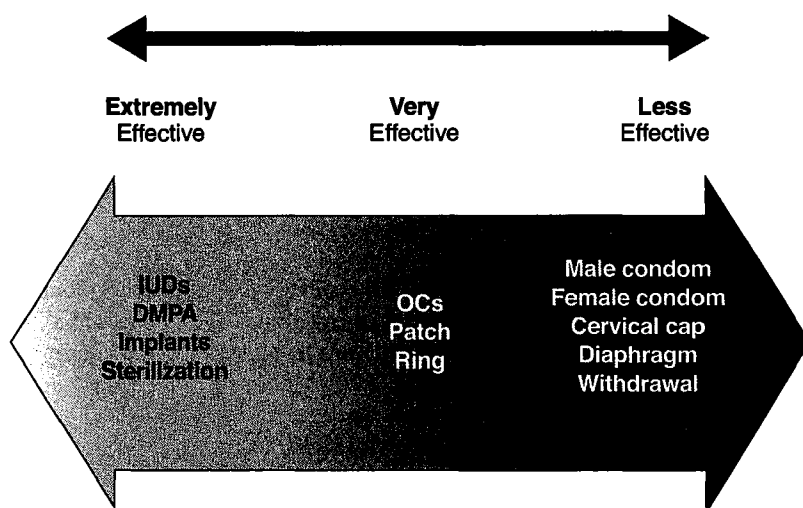 Extremely
Effective
Very
Effective
Less
Effective
IUDs
DMPA
Implants
Sterilization
OCs
Patch
Ring
Male condom
Female condom
Cervical cap
Diaphragm
Withdrawal